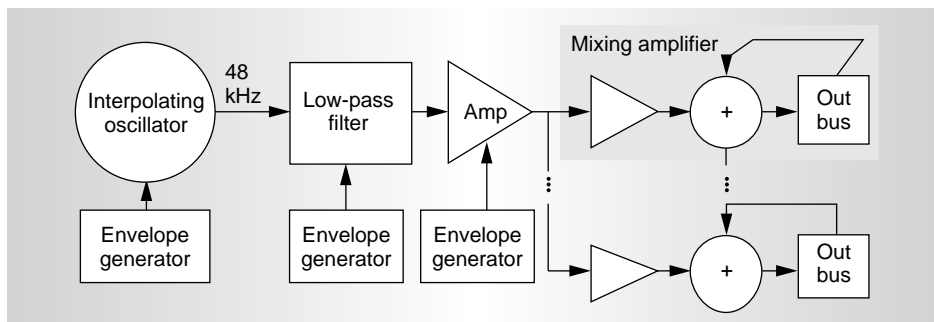 Mixing amplifier
48
kHz
Interpolating
oscillator
Low-pass
filter
Amp
+
Out
bus
Envelope
generator
Envelope
generator
Envelope
generator
+
Out
bus